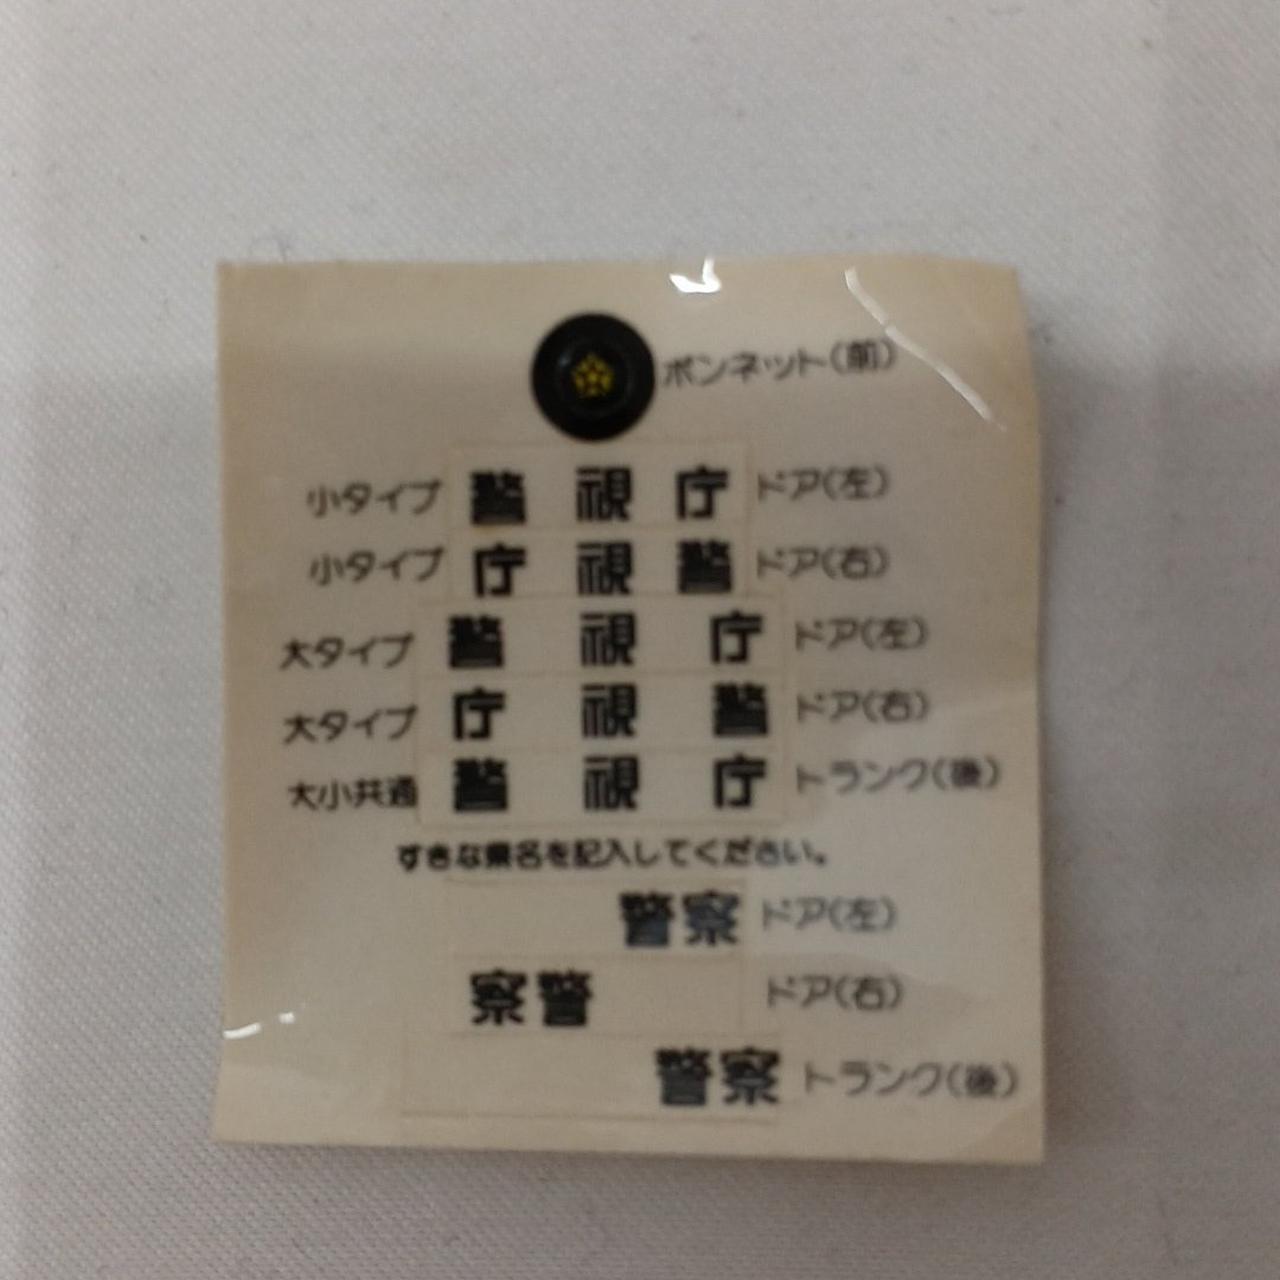 ボンネット(前)
小タイプ 警 視 庁 ドア(左)
小タイプ 庁 視 警 ドア(右)
大タイプ 警 視 庁 ドア(左)
大タイプ 庁 視 警 ドア(右)
大小共通 警 視 庁 トランク(後)
すきな県名を記入してください。
警察 ドア(左)
察警 ドア(右)
警察 トランク(後)